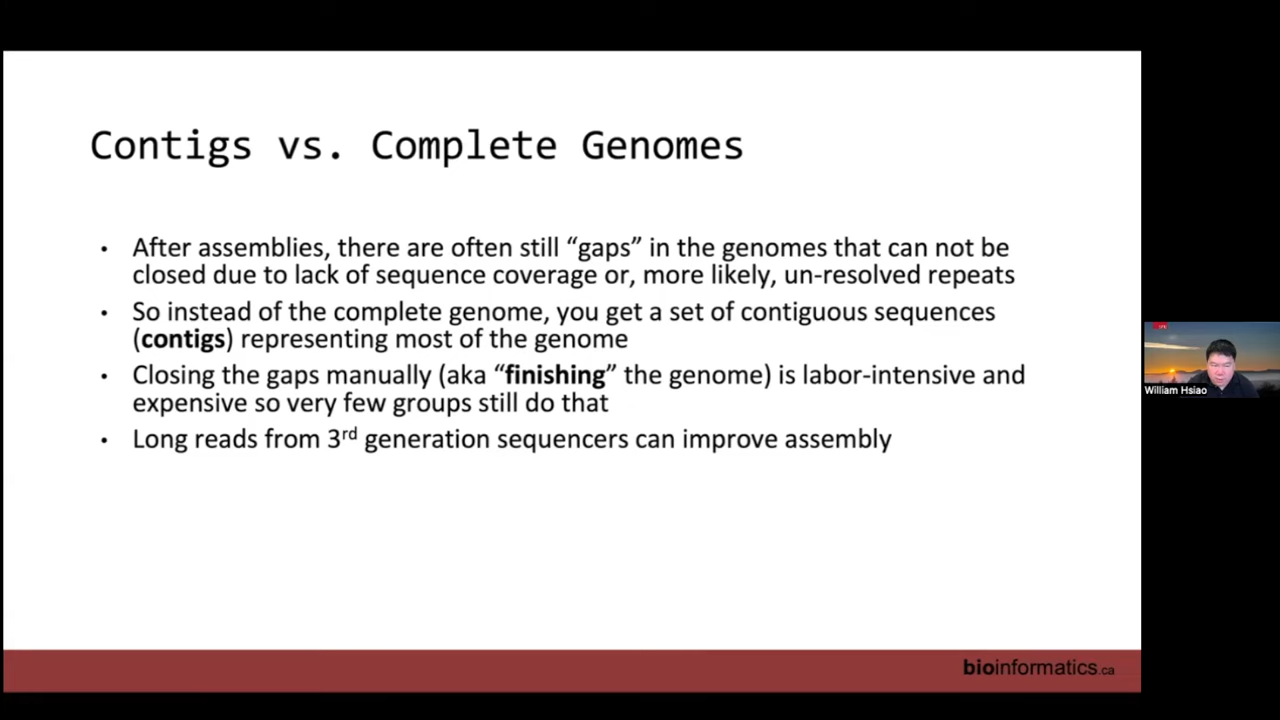 Contigs vs. Complete Genomes
• After assemblies, there are often still “gaps” in the genomes that can not be
closed due to lack of sequence coverage or, more likely, un-resolved repeats
• So instead of the complete genome, you get a set of contiguous sequences
(contigs) representing most of the genome
• Closing the gaps manually (aka “finishing” the genome) is labor-intensive and
expensive so very few groups still do that
• Long reads from 3rd generation sequencers can improve assembly
William Hsiao
bioinformatics.ca